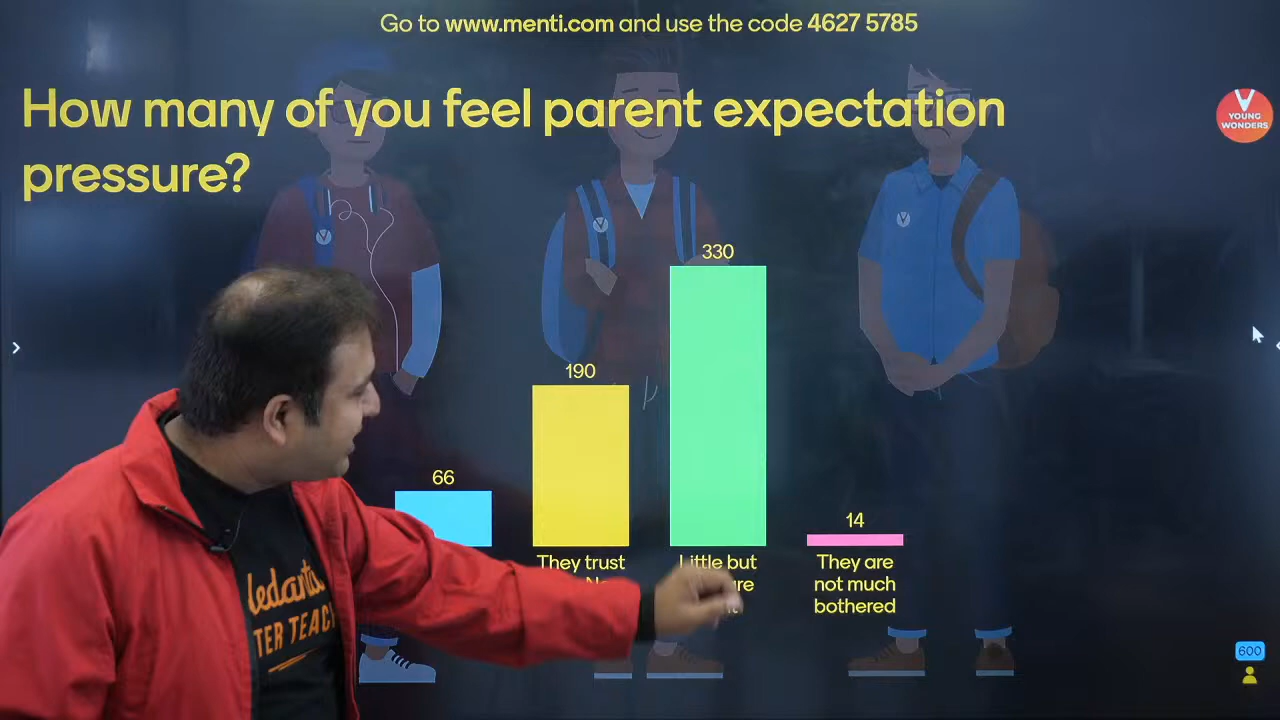 Go to www.menti.com and use the code 4627 5785
How many of you feel parent expectation
pressure?
V
YOUNG
WONDERS
330
190
66
14
They trust
Little but
They are
not much
bothered
TER TEAC
600